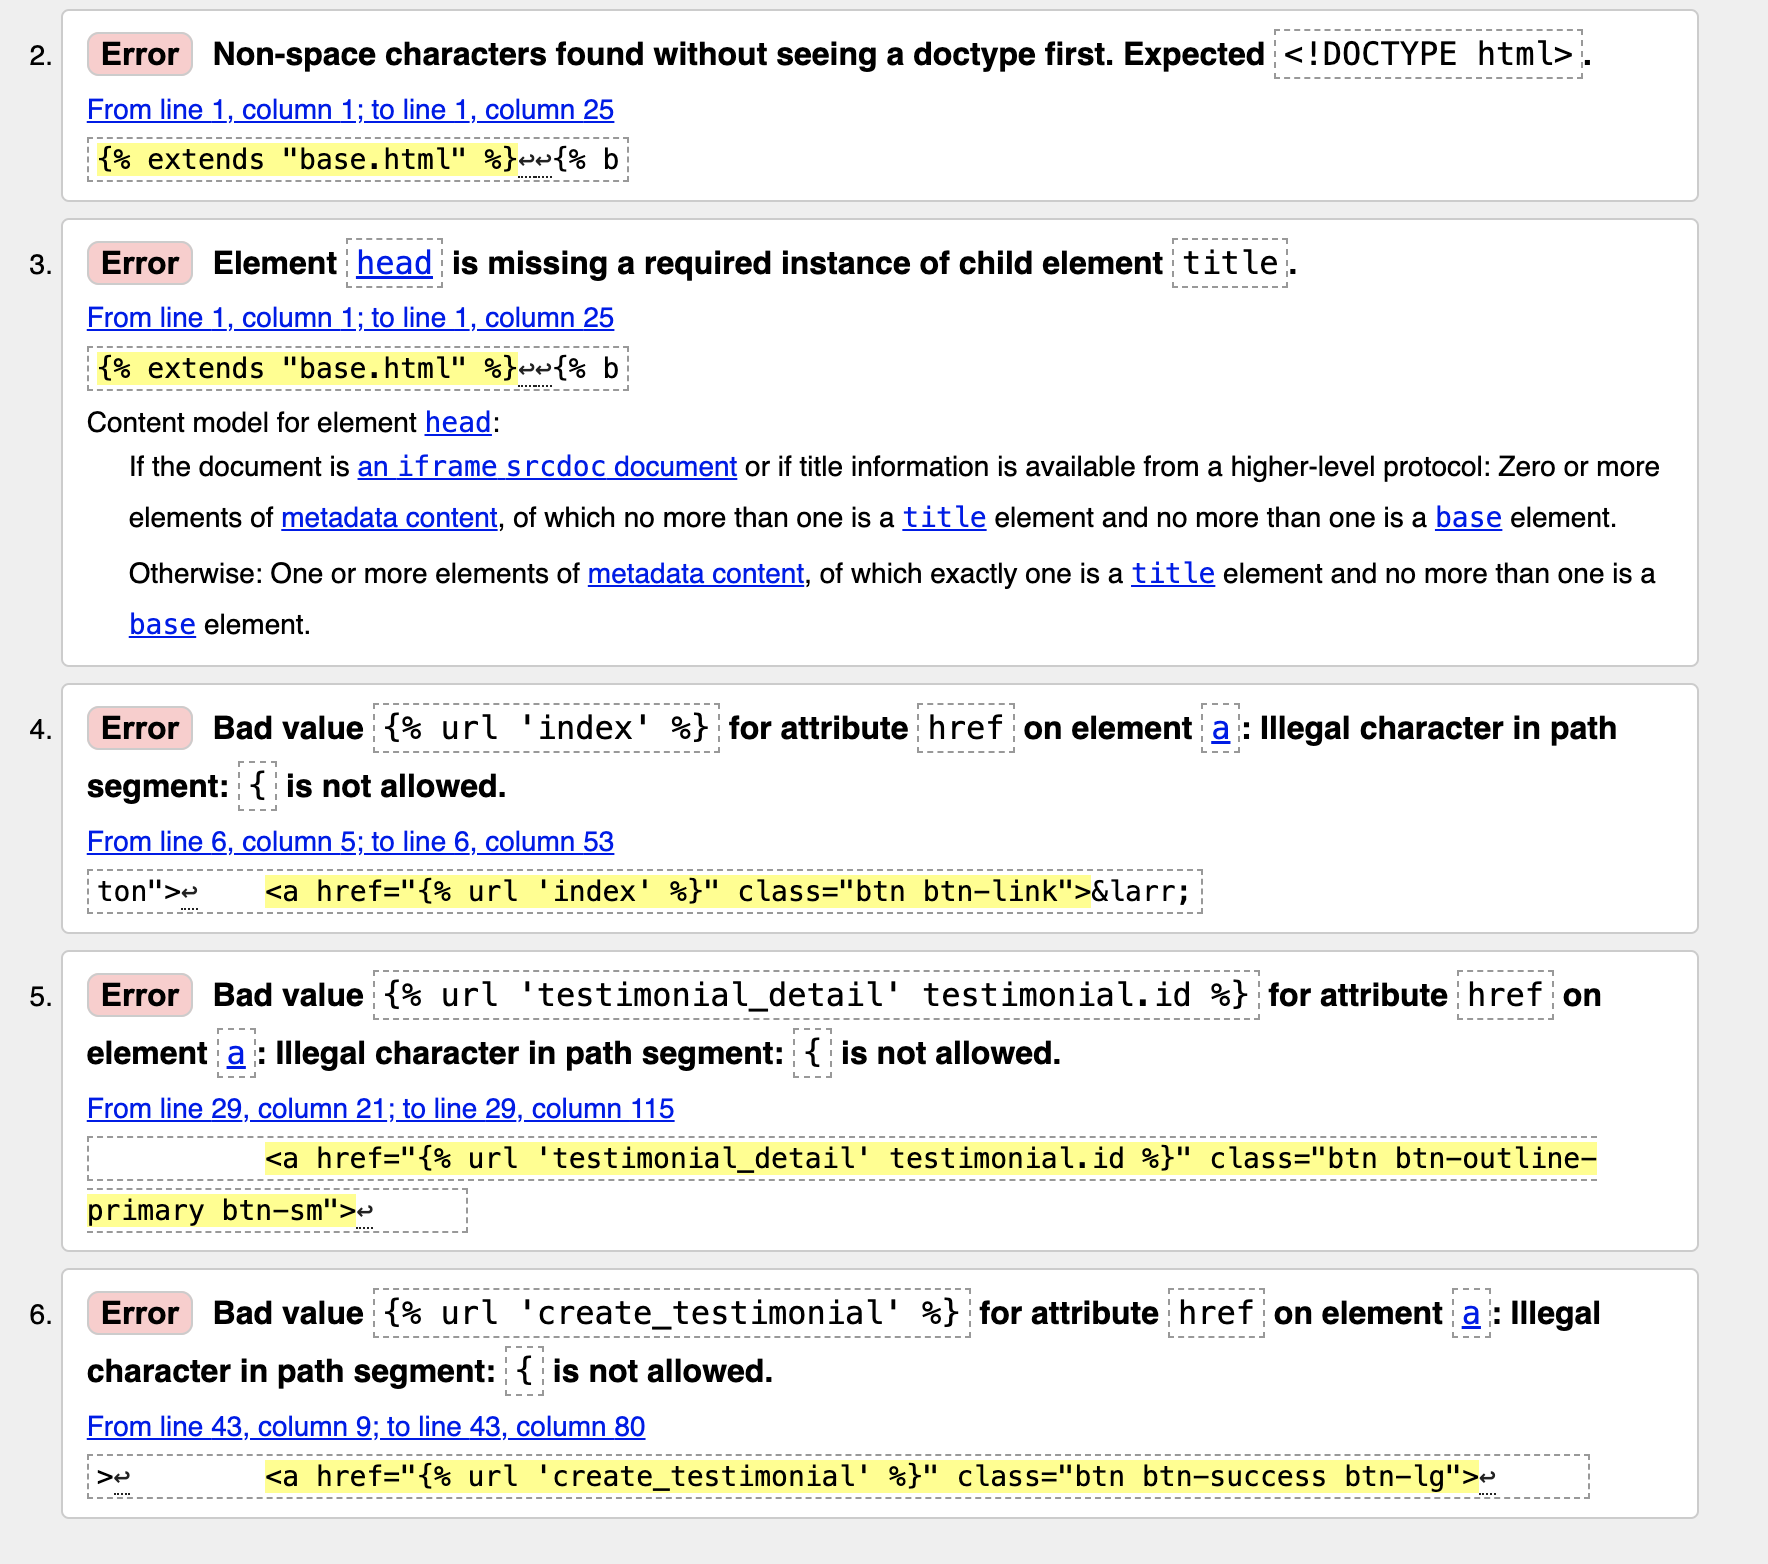 2. Error Non-space characters found without seeing a doctype first. Expected <!DOCTYPE html>.
From line 1, column 1; to line 1, column 25
{% extends "base.html" %}↩↩{% b
3. Error Element head is missing a required instance of child element title.
From line 1, column 1; to line 1, column 25
{% extends "base.html" %}↩↩{% b
Content model for element head:
If the document is an iframe srcdoc document or if title information is available from a higher-level protocol: Zero or more
elements of metadata content, of which no more than one is a title element and no more than one is a base element.
Otherwise: One or more elements of metadata content, of which exactly one is a title element and no more than one is a
base element.
4. Error Bad value {% url 'index' %} for attribute href on element a: Illegal character in path
segment: { is not allowed.
From line 6, column 5; to line 6, column 53
ton">↩    <a href="{% url 'index' %}" class="btn btn-link">&larr;
5. Error Bad value {% url 'testimonial_detail' testimonial.id %} for attribute href on
element a: Illegal character in path segment: { is not allowed.
From line 29, column 21; to line 29, column 115
<a href="{% url 'testimonial_detail' testimonial.id %}" class="btn btn-outline-
primary btn-sm">↩
6. Error Bad value {% url 'create_testimonial' %} for attribute href on element a: Illegal
character in path segment: { is not allowed.
From line 43, column 9; to line 43, column 80
>↩        <a href="{% url 'create_testimonial' %}" class="btn btn-success btn-lg">↩